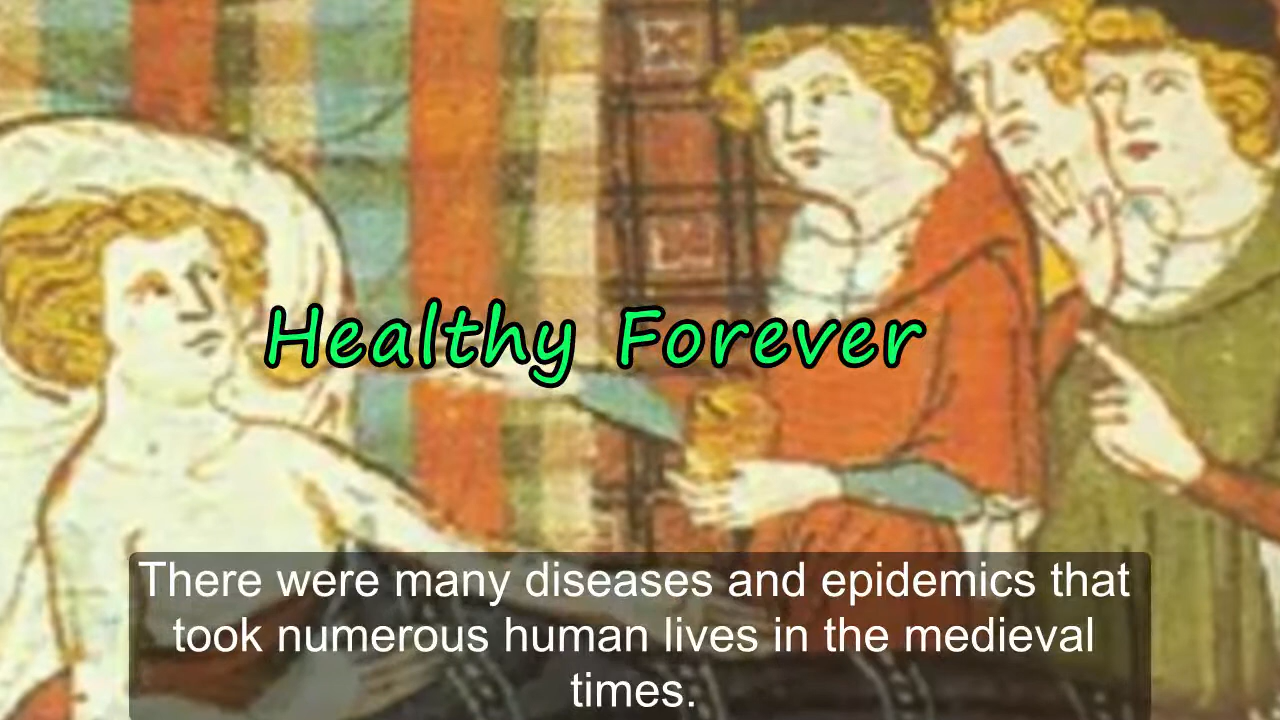 Healthy Forever
There were many diseases and epidemics that
took numerous human lives in the medieval
times.